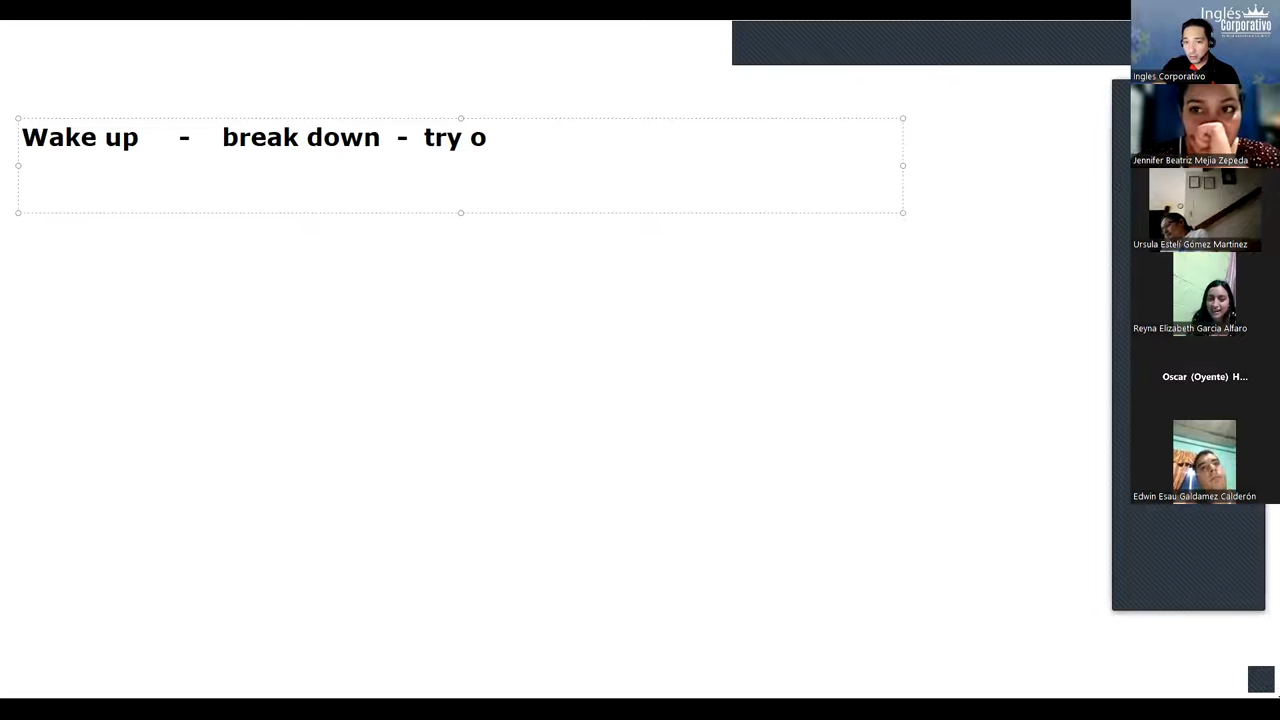 Wake up - break down - try o
Inglés
Corporativo
Ingles Corporativo
Jennifer Beatriz Mejia Zepeda
Ursula Estelí Gómez Martinez
Reyna Elizabeth Garcia Alfaro
Oscar (Oyente) H...
Edwin Esau Galdamez Calderón